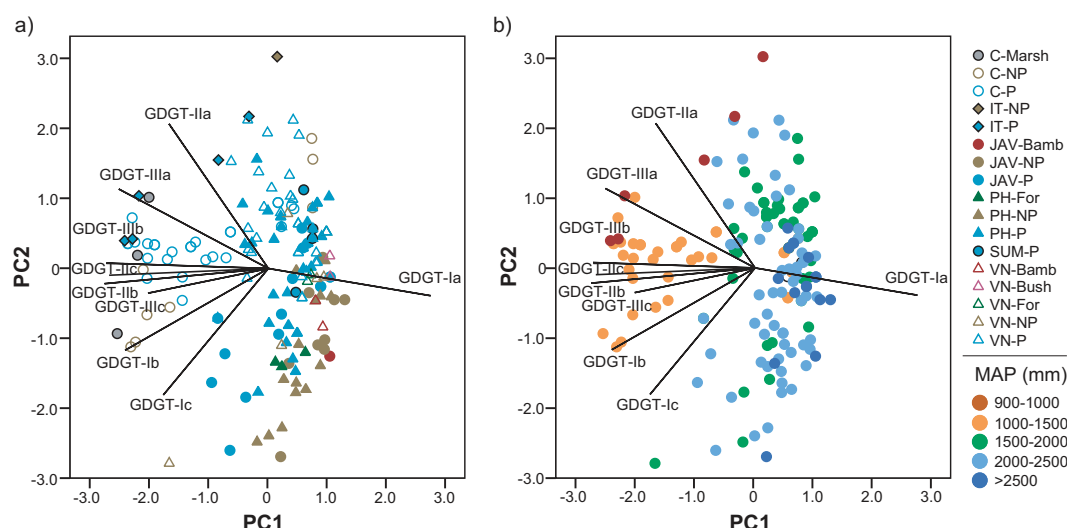 a)
3.0
2.0
1.0
0
-1.0
-2.0
-3.0
PC2
-3.0 -2.0 -1.0 0 1.0 2.0 3.0
PC1
GDGT-IIa
GDGT-IIIa
GDGT-IIIb
GDGT-IIc
GDGT-IIb
GDGT-IIIc
GDGT-Ib
GDGT-Ic
GDGT-Ia
b)
3.0
2.0
1.0
0
-1.0
-2.0
-3.0
PC2
-3.0 -2.0 -1.0 0 1.0 2.0 3.0
PC1
GDGT-IIa
GDGT-IIIa
GDGT-IIIb
GDGT-IIc
GDGT-IIb
GDGT-IIIc
GDGT-Ib
GDGT-Ic
GDGT-Ia
C-Marsh
C-NP
C-P
IT-NP
IT-P
JAV-Bamb
JAV-NP
JAV-P
PH-For
PH-NP
PH-P
SUM-P
VN-Bamb
VN-Bush
VN-For
VN-NP
VN-P
MAP (mm)
900-1000
1000-1500
1500-2000
2000-2500
>2500